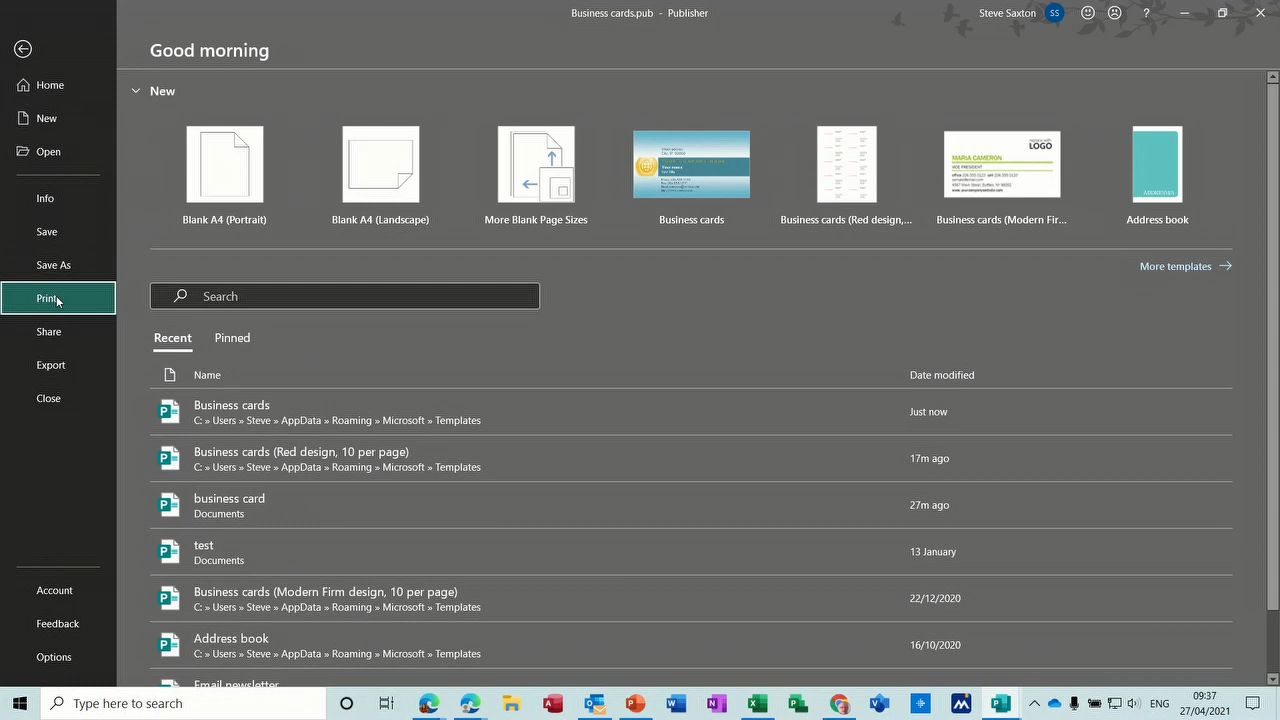 Business cards.pub - Publisher
Steve Saxton
SS
?
Good morning
Home
New
Open
Info
Save
Save As
Print
Share
Export
Close
Account
Feedback
Options
New
MARIA CAMERON
VICE PRESIDENT
LOGO
ADDRESSES
Blank A4 (Portrait)
Blank A4 (Landscape)
More Blank Page Sizes
Business cards
Business cards (Red design,...
Business cards (Modern Fir...
Address book
More templates
Search
Recent
Pinned
Name
Date modified
Business cards
C: » Users » Steve » AppData » Roaming » Microsoft » Templates
Just now
Business cards (Red design, 10 per page)
C: » Users » Steve » AppData » Roaming » Microsoft » Templates
17m ago
business card
Documents
27m ago
test
Documents
13 January
Business cards (Modern Firm design, 10 per page)
C: » Users » Steve » AppData » Roaming » Microsoft » Templates
22/12/2020
Address book
C: » Users » Steve » AppData » Roaming » Microsoft » Templates
16/10/2020
Email newsletter
Type here to search
ENG
09:37
27/04/2021